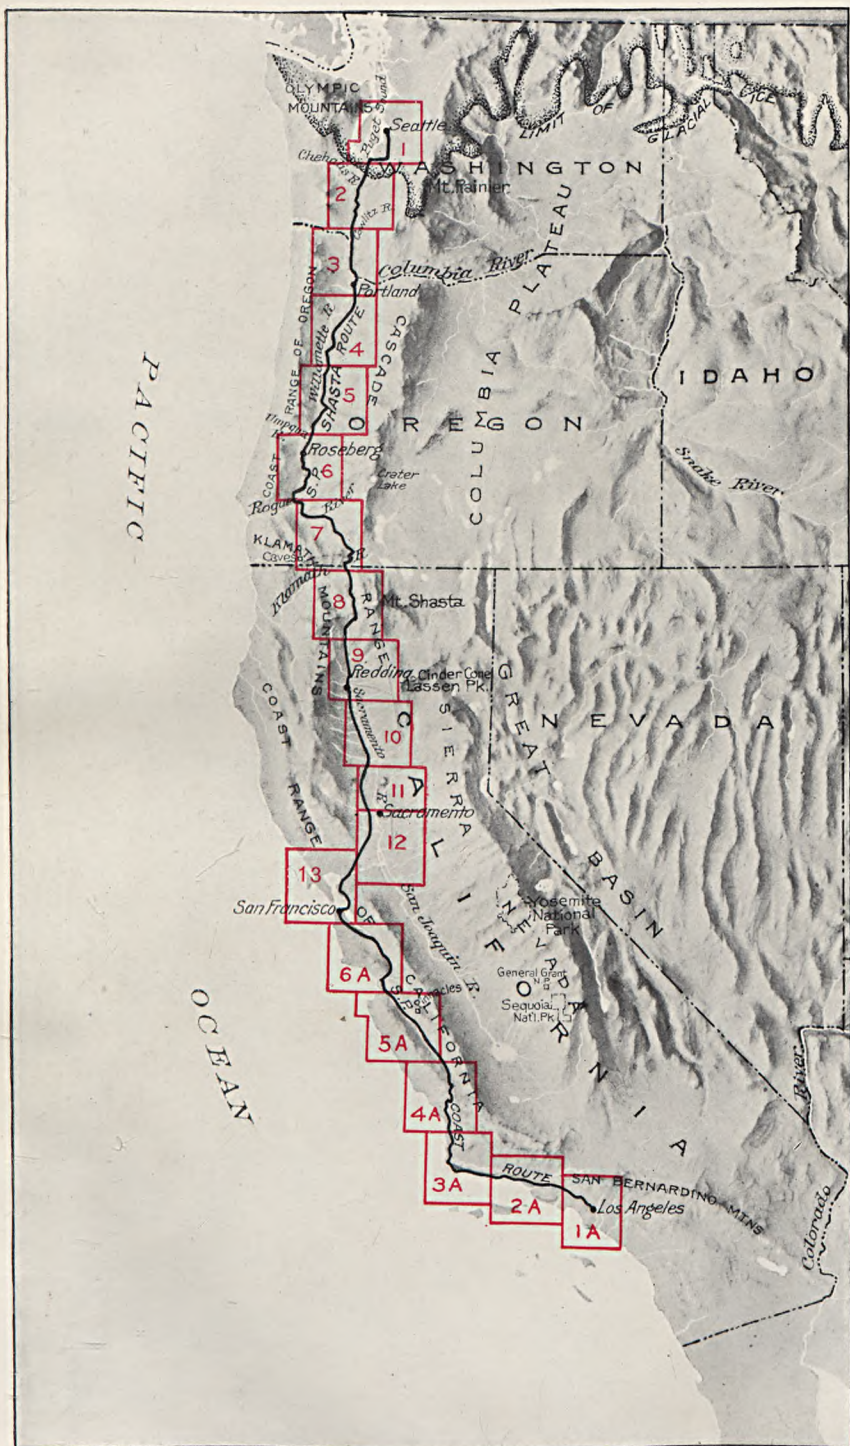 OLYMPIC
MOUNTAINS
Puget Sound
Seattle
1
LIMIT OF GLACIAL ICE
WASHINGTON
Chehalis R.
Mt. Rainier
2
Cowlitz R.
3
Columbia River
Portland
COLUMBIA PLATEAU
COAST RANGE OF OREGON
Willamette R
4
SHASTA ROUTE
CASCADE RANGE
IDAHO
5
OREGON
Umpqua R.
Roseberg
6
S.P.
Crater
Lake
Snake River
Rogue River
7
KLAMATH MOUNTAINS
Caves
Klamath R
8
Mt. Shasta
9
Redding
Cinder Cone
Lassen Pk.
PACIFIC OCEAN
COAST RANGE OF CALIFORNIA
Sacramento R.
10
CALIFORNIA
SIERRA NEVADA
GREAT BASIN
NEVADA
11
Sacramento
12
13
San Francisco
San Joaquin R.
Yosemite
National
Park
6A
S.P.
General Grant
N P
Sequoia
Nat'l. Pk.
5A
4A
COAST ROUTE
3A
2A
SAN BERNARDINO MTNS
Los Angeles
1A
Colorado River